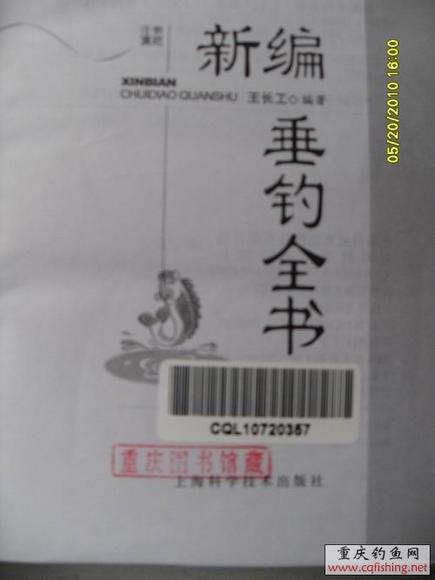 新编
XINBIAN
CHUIDIAO QUANSHU 王长工◇编著
垂钓全书
CQL10720357
重庆图书馆藏
上海科学技术出版社
05/20/2010 16:00
重庆钓鱼网
www.cqfishing.net